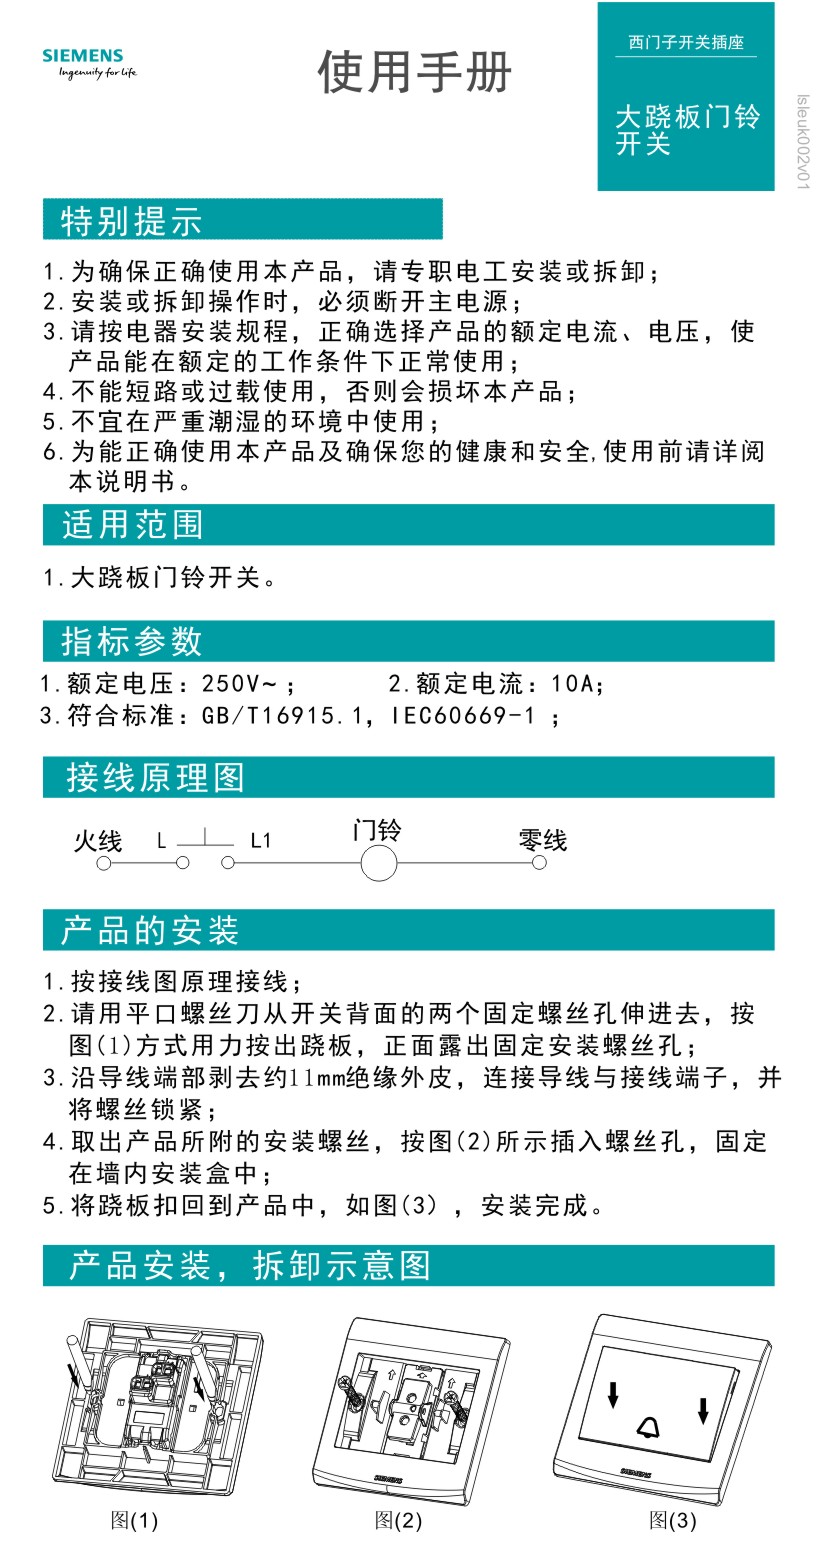 SIEMENS
Ingenuity for life
使用手册
西门子开关插座
大跷板门铃
开关
lsleuk002v01
特别提示
1.为确保正确使用本产品，请专职电工安装或拆卸；
2.安装或拆卸操作时，必须断开主电源；
3.请按电器安装规程，正确选择产品的额定电流、电压，使
产品能在额定的工作条件下正常使用；
4.不能短路或过载使用，否则会损坏本产品；
5.不宜在严重潮湿的环境中使用；
6.为能正确使用本产品及确保您的健康和安全,使用前请详阅
本说明书。
适用范围
1.大跷板门铃开关。
指标参数
1.额定电压：250V~； 2.额定电流：10A；
3.符合标准：GB/T16915.1，IEC60669-1 ；
接线原理图
火线 L L1 门铃 零线
产品的安装
1.按接线图原理接线；
2.请用平口螺丝刀从开关背面的两个固定螺丝孔伸进去，按
图(1)方式用力按出跷板，正面露出固定安装螺丝孔；
3.沿导线端部剥去约11mm绝缘外皮，连接导线与接线端子，并
将螺丝锁紧；
4.取出产品所附的安装螺丝，按图(2)所示插入螺丝孔，固定
在墙内安装盒中；
5.将跷板扣回到产品中，如图(3) ，安装完成。
产品安装，拆卸示意图
SIEMENS
SIEMENS
图(1) 图(2) 图(3)